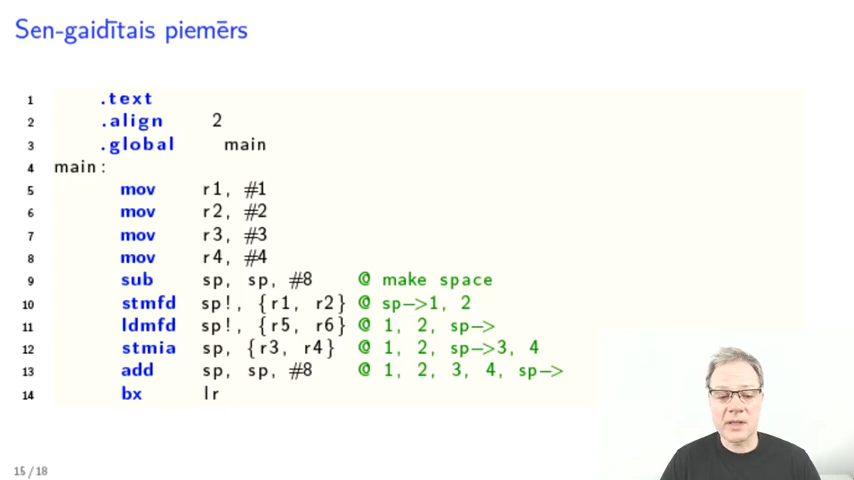 Sen-gaidītais piemērs
1 .text
2 .align 2
3 .global main
4 main:
5 mov r1, #1
6 mov r2, #2
7 mov r3, #3
8 mov r4, #4
9 sub sp, sp, #8 @ make space
10 stmfd sp!, {r1, r2} @ sp->1, 2
11 ldmfd sp!, {r5, r6} @ 1, 2, sp->
12 stmia sp, {r3, r4} @ 1, 2, sp->3, 4
13 add sp, sp, #8 @ 1, 2, 3, 4, sp->
14 bx lr
15 / 18